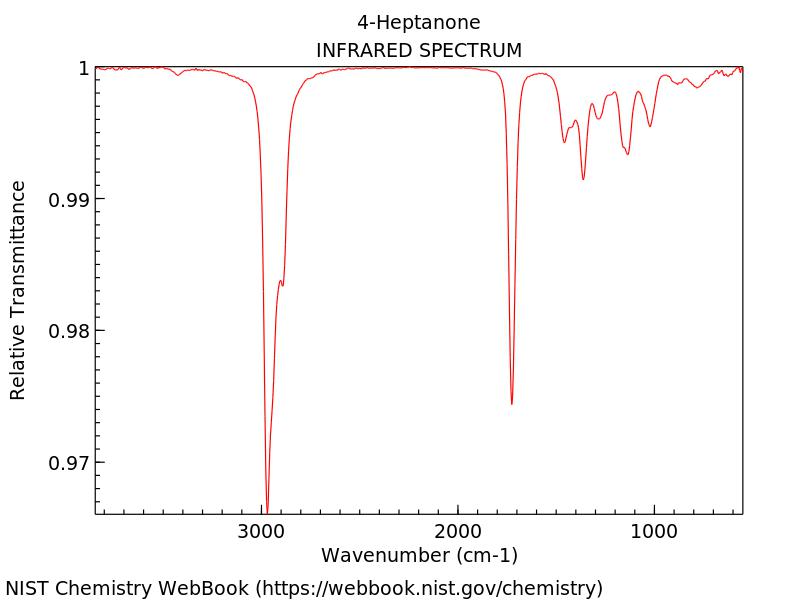 4-Heptanone
INFRARED SPECTRUM
1
0.99
0.98
0.97
Relative Transmittance
3000 2000 1000
Wavenumber (cm-1)
NIST Chemistry WebBook (https://webbook.nist.gov/chemistry)